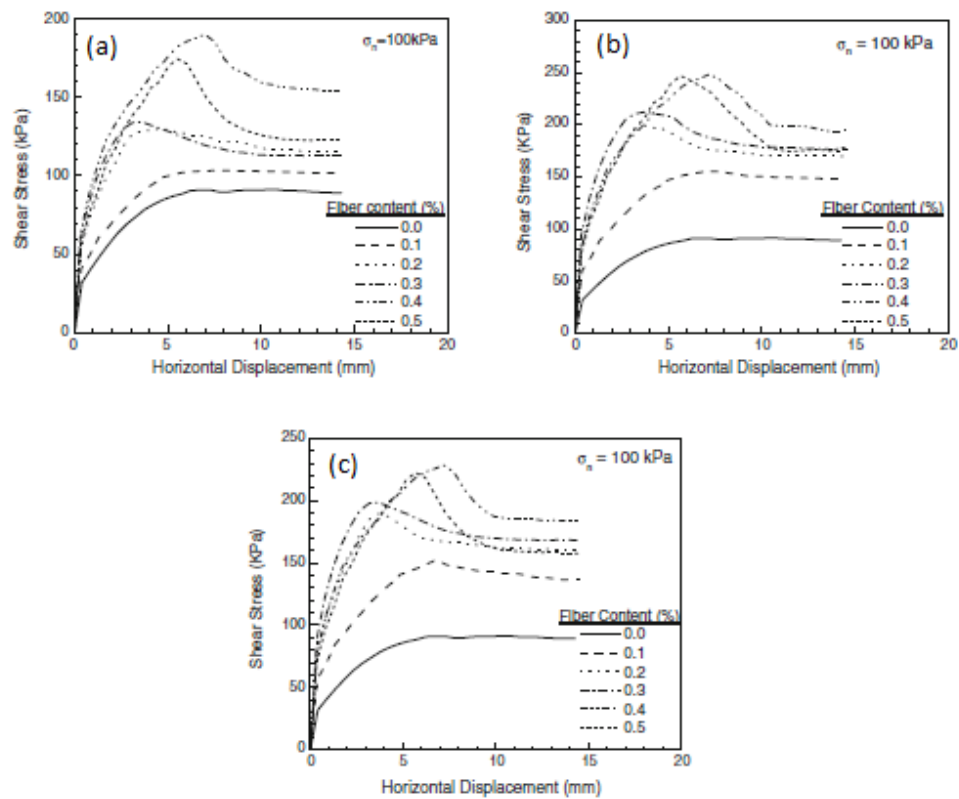 (a)
σn=100kPa
Shear Stress (kPa)
200
150
100
50
0
Fiber content (%)
0.0
0.1
0.2
0.3
0.4
0.5
0 5 10 15 20
Horizontal Displacement (mm)
(b)
σn = 100 kPa
Shear Stress (KPa)
300
250
200
150
100
50
0
Fiber Content (%)
0.0
0.1
0.2
0.3
0.4
0.5
0 5 10 15 20
Horizontal Displacement (mm)
(c)
σn = 100 kPa
Shear Stress (KPa)
250
200
150
100
50
0
Fiber Content (%)
0.0
0.1
0.2
0.3
0.4
0.5
0 5 10 15 20
Horizontal Displacement (mm)